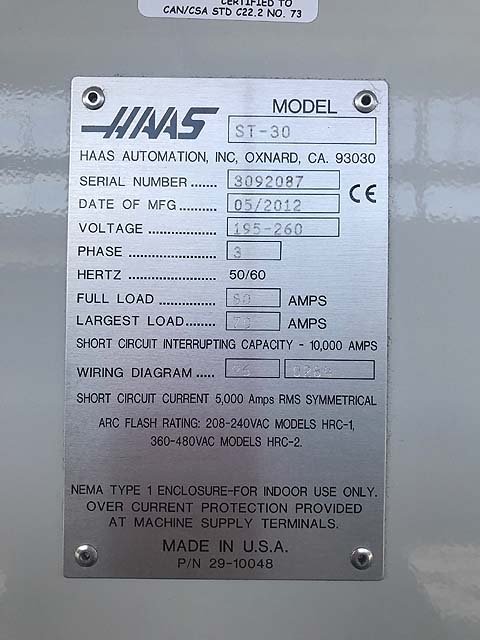 CERTIFIED TO
CAN/CSA STD C22.2 NO. 73
HAAS
MODEL
ST-30
HAAS AUTOMATION, INC, OXNARD, CA. 93030
SERIAL NUMBER ....... 3092087
DATE OF MFG......... 05/2012
CE
VOLTAGE ............... 195-260
PHASE ........ 3
HERTZ ........ 50/60
FULL LOAD ........ 80 AMPS
LARGEST LOAD....... 70 AMPS
SHORT CIRCUIT INTERRUPTING CAPACITY - 10,000 AMPS
WIRING DIAGRAM .....
SHORT CIRCUIT CURRENT 5,000 Amps RMS SYMMETRICAL
ARC FLASH RATING: 208-240VAC MODELS HRC-1,
360-480VAC MODELS HRC-2.
NEMA TYPE 1 ENCLOSURE-FOR INDOOR USE ONLY.
OVER CURRENT PROTECTION PROVIDED
AT MACHINE SUPPLY TERMINALS.
MADE IN U.S.A.
P/N 29-10048